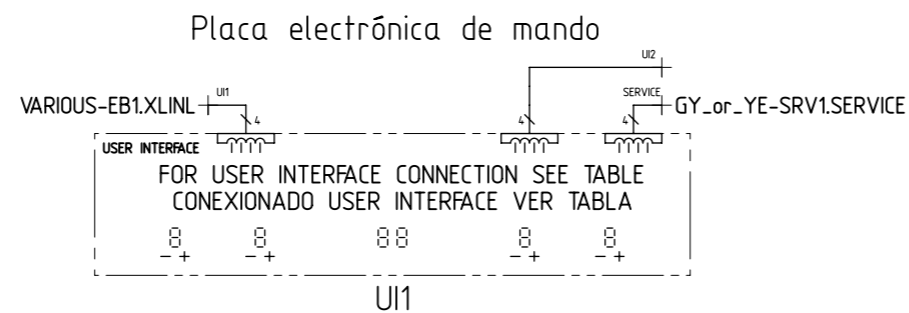 Placa electrónica de mando
UI2
UI1
SERVICE
VARIOUS-EB1.XLINL
GY_or_YE-SRV1.SERVICE
4
4
4
USER INTERFACE
FOR USER INTERFACE CONNECTION SEE TABLE
CONEXIONADO USER INTERFACE VER TABLA
8 8 88 8 8
- + - + - + - +
UI1